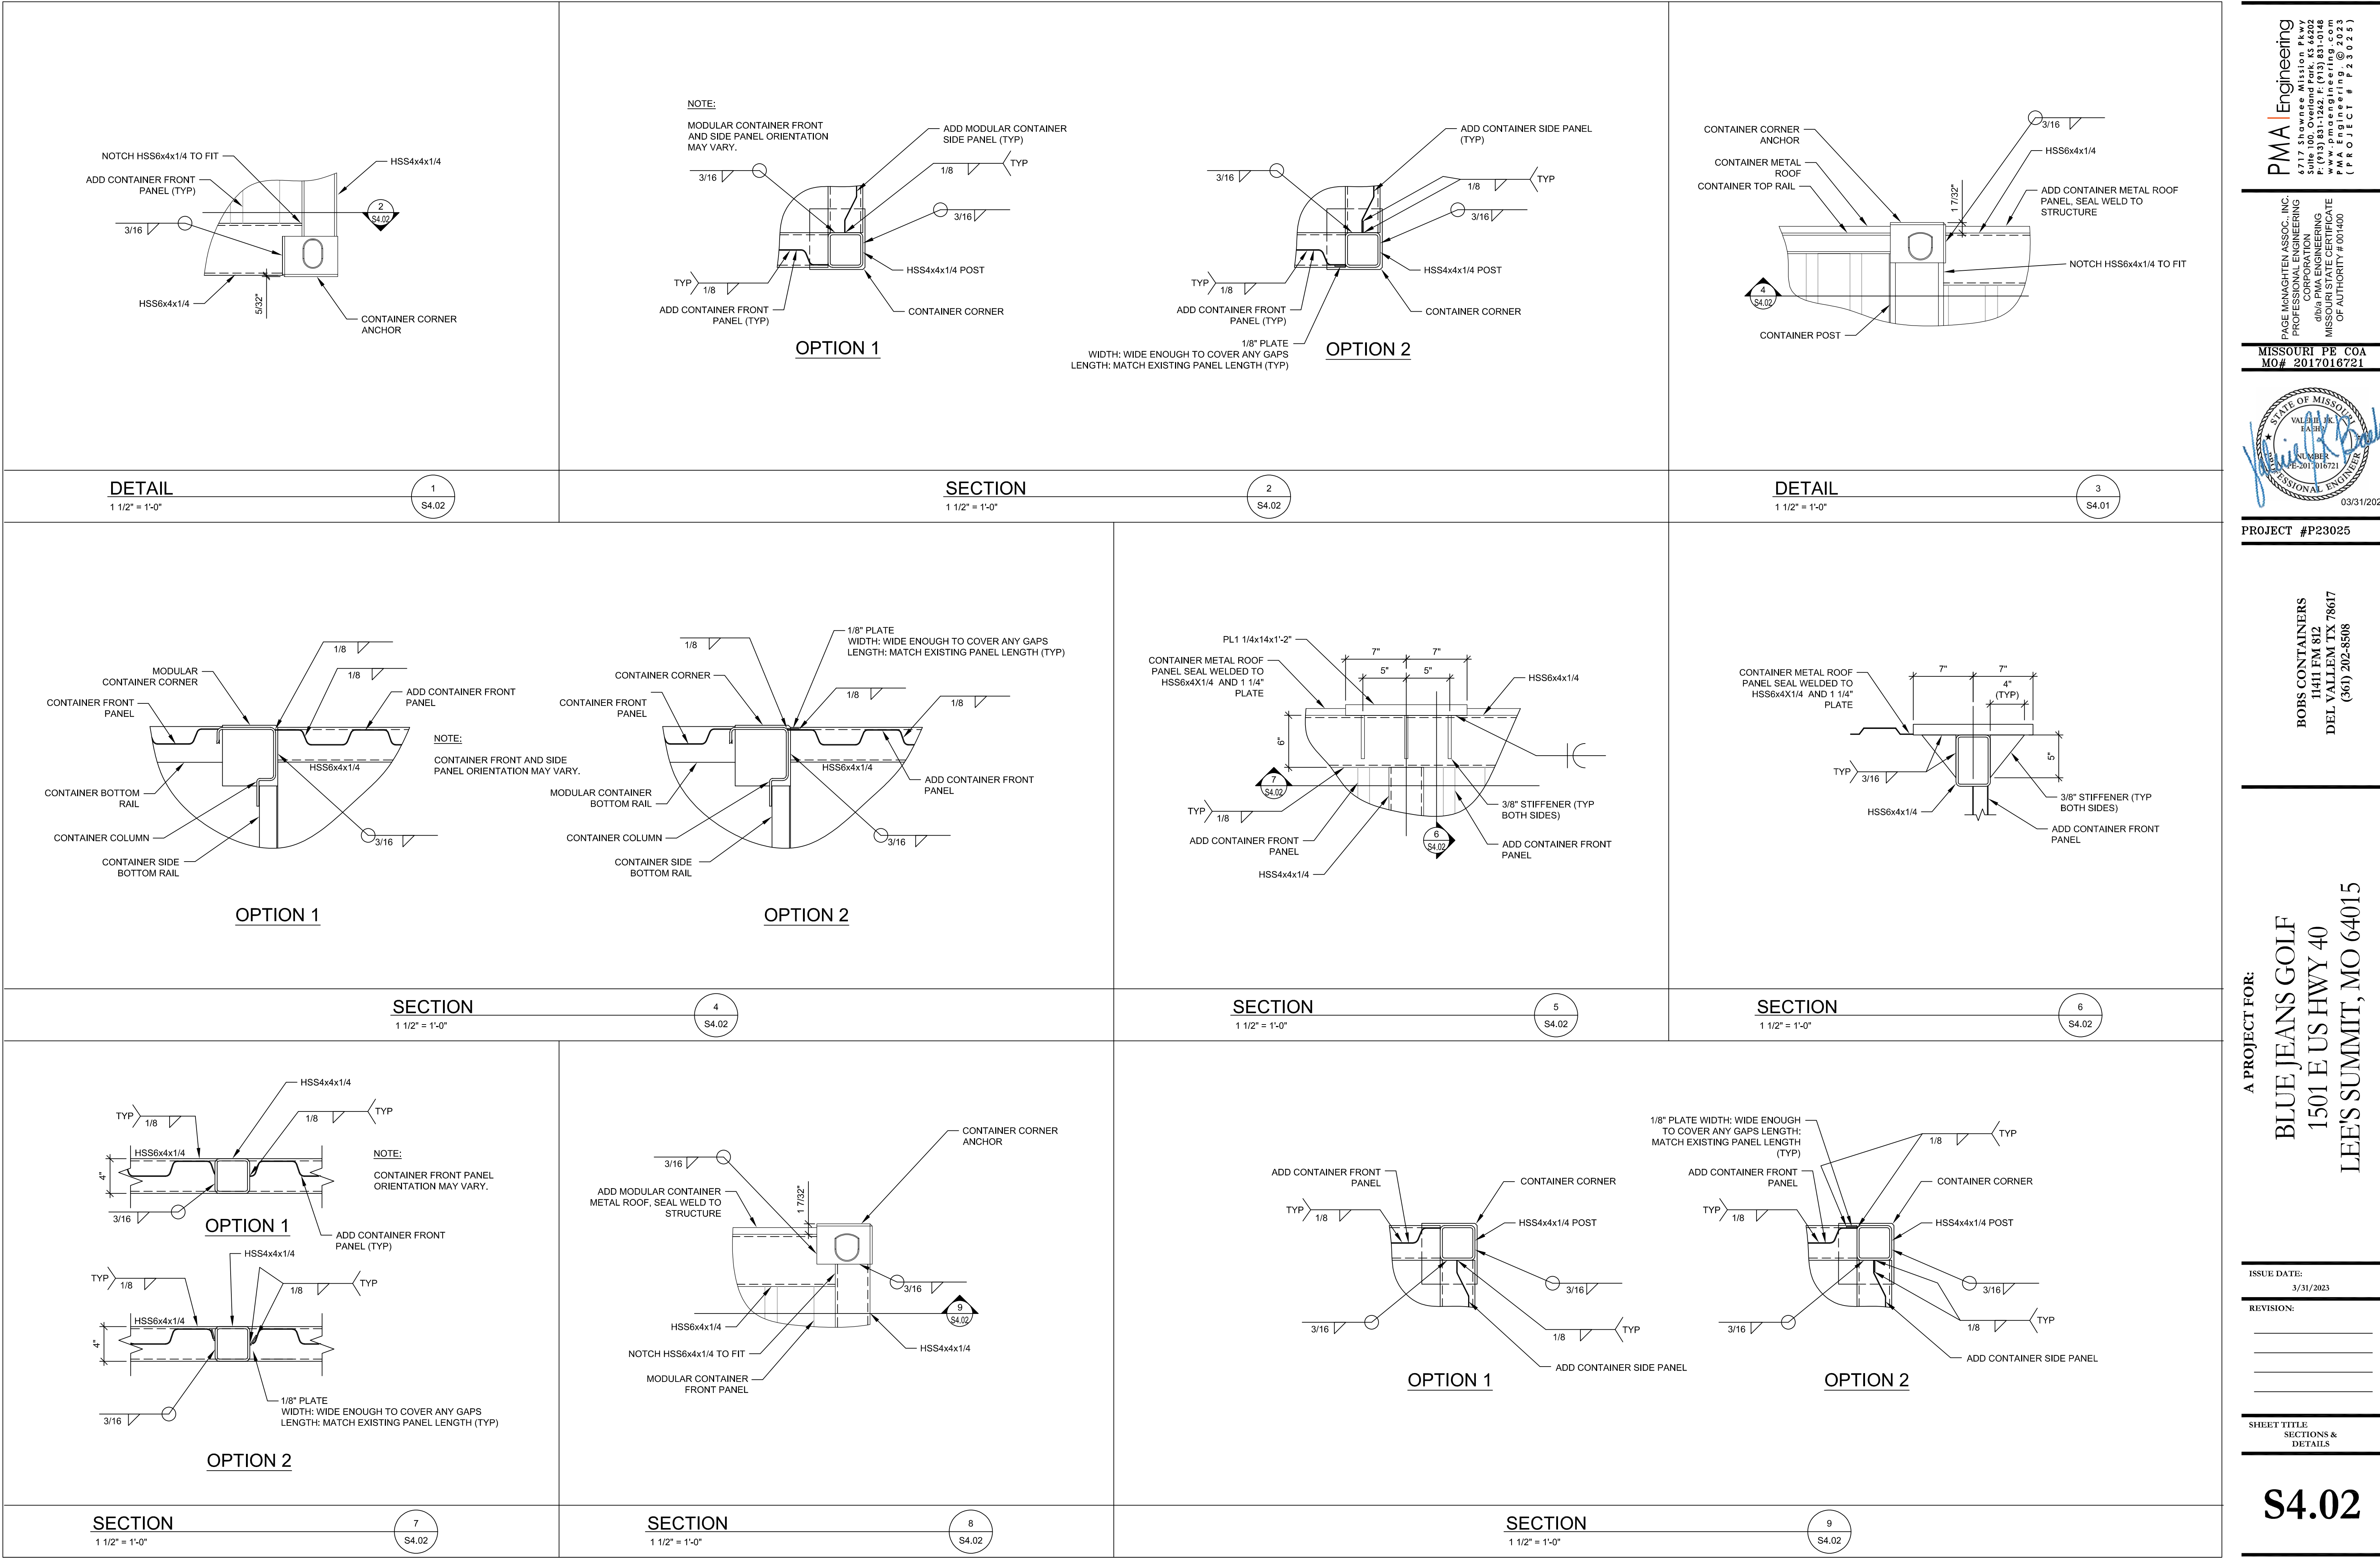 NOTCH HSS6x4x1/4 TO FIT
ADD CONTAINER FRONT
PANEL (TYP)
3/16
HSS6x4x1/4
5/32"
HSS4x4x1/4
2
S4.02
CONTAINER CORNER
ANCHOR
DETAIL
1 1/2" = 1'-0"
1
S4.02
NOTE:
MODULAR CONTAINER FRONT
AND SIDE PANEL ORIENTATION
MAY VARY.
3/16
ADD MODULAR CONTAINER
SIDE PANEL (TYP)
1/8
TYP
3/16
HSS4x4x1/4 POST
TYP
1/8
ADD CONTAINER FRONT
PANEL (TYP)
CONTAINER CORNER
OPTION 1
3/16
ADD CONTAINER SIDE PANEL
(TYP)
1/8
TYP
3/16
HSS4x4x1/4 POST
TYP
1/8
ADD CONTAINER FRONT
PANEL (TYP)
CONTAINER CORNER
1/8" PLATE
WIDTH: WIDE ENOUGH TO COVER ANY GAPS
LENGTH: MATCH EXISTING PANEL LENGTH (TYP)
OPTION 2
SECTION
1 1/2" = 1'-0"
2
S4.02
CONTAINER CORNER
ANCHOR
CONTAINER METAL
ROOF
CONTAINER TOP RAIL
3/16
HSS6x4x1/4
1 7/32"
ADD CONTAINER METAL ROOF
PANEL, SEAL WELD TO
STRUCTURE
NOTCH HSS6x4x1/4 TO FIT
4
S4.02
CONTAINER POST
DETAIL
1 1/2" = 1'-0"
3
S4.01
1/8
1/8
MODULAR
CONTAINER CORNER
CONTAINER FRONT
PANEL
ADD CONTAINER FRONT
PANEL
NOTE:
CONTAINER FRONT AND SIDE
PANEL ORIENTATION MAY VARY.
HSS6x4x1/4
CONTAINER BOTTOM
RAIL
CONTAINER COLUMN
3/16
CONTAINER SIDE
BOTTOM RAIL
OPTION 1
1/8
1/8" PLATE
WIDTH: WIDE ENOUGH TO COVER ANY GAPS
LENGTH: MATCH EXISTING PANEL LENGTH (TYP)
CONTAINER CORNER
1/8
1/8
CONTAINER FRONT
PANEL
HSS6x4x1/4
ADD CONTAINER FRONT
PANEL
MODULAR CONTAINER
BOTTOM RAIL
CONTAINER COLUMN
3/16
CONTAINER SIDE
BOTTOM RAIL
OPTION 2
SECTION
1 1/2" = 1'-0"
4
S4.02
PL1 1/4x14x1'-2"
CONTAINER METAL ROOF
PANEL SEAL WELDED TO
HSS6x4X1/4 AND 1 1/4"
PLATE
7"
7"
5"
5"
HSS6x4x1/4
6"
7
S4.02
TYP
1/8
ADD CONTAINER FRONT
PANEL
HSS4x4x1/4
3/8" STIFFENER (TYP
BOTH SIDES)
6
S4.02
ADD CONTAINER FRONT
PANEL
SECTION
1 1/2" = 1'-0"
5
S4.02
CONTAINER METAL ROOF
PANEL SEAL WELDED TO
HSS6x4X1/4 AND 1 1/4"
PLATE
7"
7"
4"
(TYP)
5"
TYP
3/16
HSS6x4x1/4
3/8" STIFFENER (TYP
BOTH SIDES)
ADD CONTAINER FRONT
PANEL
SECTION
1 1/2" = 1'-0"
6
S4.02
HSS4x4x1/4
TYP
1/8
1/8
TYP
HSS6x4x1/4
4"
NOTE:
CONTAINER FRONT PANEL
ORIENTATION MAY VARY.
3/16
OPTION 1
ADD CONTAINER FRONT
PANEL (TYP)
HSS4x4x1/4
TYP
1/8
1/8
TYP
HSS6x4x1/4
4"
1/8" PLATE
WIDTH: WIDE ENOUGH TO COVER ANY GAPS
LENGTH: MATCH EXISTING PANEL LENGTH (TYP)
3/16
OPTION 2
SECTION
1 1/2" = 1'-0"
7
S4.02
CONTAINER CORNER
ANCHOR
3/16
ADD MODULAR CONTAINER
METAL ROOF, SEAL WELD TO
STRUCTURE
1 7/32"
3/16
9
S4.02
HSS6x4x1/4
NOTCH HSS6x4x1/4 TO FIT
HSS4x4x1/4
MODULAR CONTAINER
FRONT PANEL
SECTION
1 1/2" = 1'-0"
8
S4.02
ADD CONTAINER FRONT
PANEL
CONTAINER CORNER
TYP
1/8
HSS4x4x1/4 POST
3/16
3/16
1/8
TYP
ADD CONTAINER SIDE PANEL
OPTION 1
1/8" PLATE WIDTH: WIDE ENOUGH
TO COVER ANY GAPS LENGTH:
MATCH EXISTING PANEL LENGTH
(TYP)
1/8
TYP
ADD CONTAINER FRONT
PANEL
CONTAINER CORNER
TYP
1/8
HSS4x4x1/4 POST
3/16
3/16
1/8
TYP
ADD CONTAINER SIDE PANEL
OPTION 2
SECTION
1 1/2" = 1'-0"
9
S4.02
PMA | Engineering
6717 Shawnee Mission Pkwy
Suite 100, Overland Park, KS 66202
P: (913) 831-1262, F: (913) 831-0148
www.pmaengineering.com
PMA Engineering, © 2023
(PROJECT # P23025)
PAGE McNAGHTEN ASSOC., INC.
PROFESSIONAL ENGINEERING
CORPORATION
d/b/a PMA ENGINEERING
MISSOURI STATE CERTIFICATE
OF AUTHORITY # 001400
MISSOURI PE COA
MO# 2017016721
STATE OF MISSOURI
NUMBER
PE-2017016721
PROFESSIONAL ENGINEER
03/31/202
PROJECT #P23025
BOBS CONTAINERS
11411 FM 812
DEL VALLEM TX 78617
(361) 202-8508
A PROJECT FOR:
BLUE JEANS GOLF
1501 E US HWY 40
LEE'S SUMMIT, MO 64015
ISSUE DATE:
3/31/2023
REVISION:
SHEET TITLE
SECTIONS &
DETAILS
S4.02